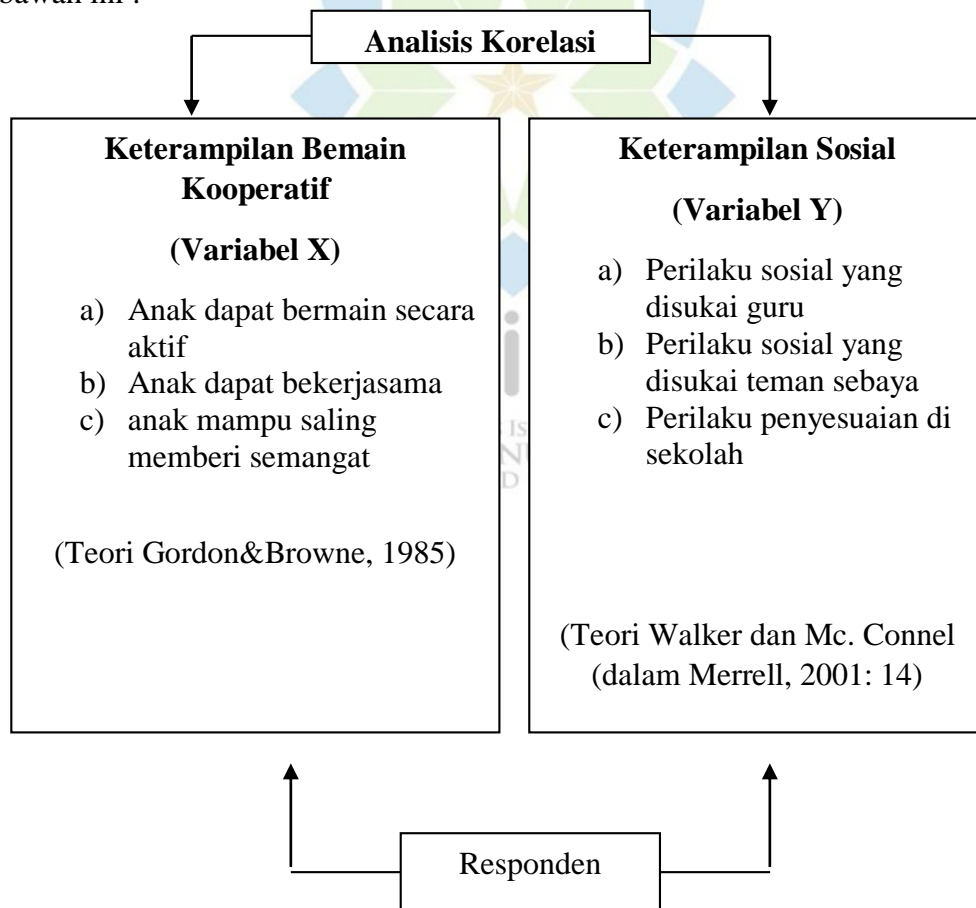 bawah ini :
Analisis Korelasi
Keterampilan Bemain
Kooperatif
(Variabel X)
a) Anak dapat bermain secara
aktif
b) Anak dapat bekerjasama
c) anak mampu saling
memberi semangat
(Teori Gordon&Browne, 1985)
Keterampilan Sosial
(Variabel Y)
a) Perilaku sosial yang
disukai guru
b) Perilaku sosial yang
disukai teman sebaya
c) Perilaku penyesuaian di
sekolah
(Teori Walker dan Mc. Connel
(dalam Merrell, 2001: 14)
Responden